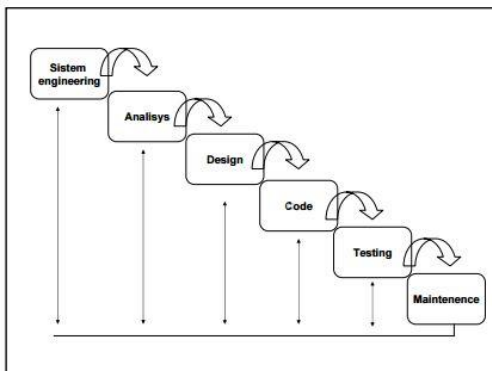 Sistem
engineering
Analisys
Design
Code
Testing
Maintenence